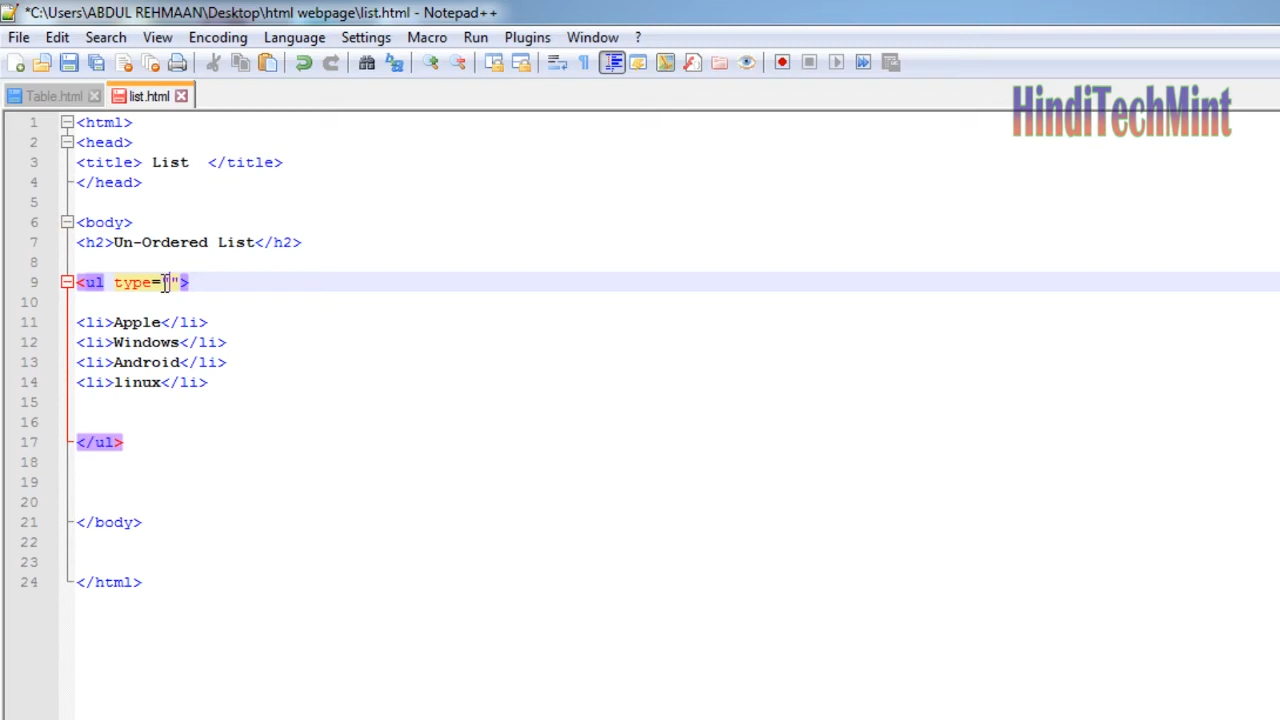 *C:\Users\ABDUL REHMAAN\Desktop\html webpage\list.html - Notepad++
File Edit Search View Encoding Language Settings Macro Run Plugins Window ?
Table.html list.html
HindiTechMint
1 <html>
2 <head>
3 <title> List  </title>
4 </head>
5
6 <body>
7 <h2>Un-Ordered List</h2>
8
9 <ul type="">
10
11 <li>Apple</li>
12 <li>Windows</li>
13 <li>Android</li>
14 <li>linux</li>
15
16
17 </ul>
18
19
20
21 </body>
22
23
24 </html>